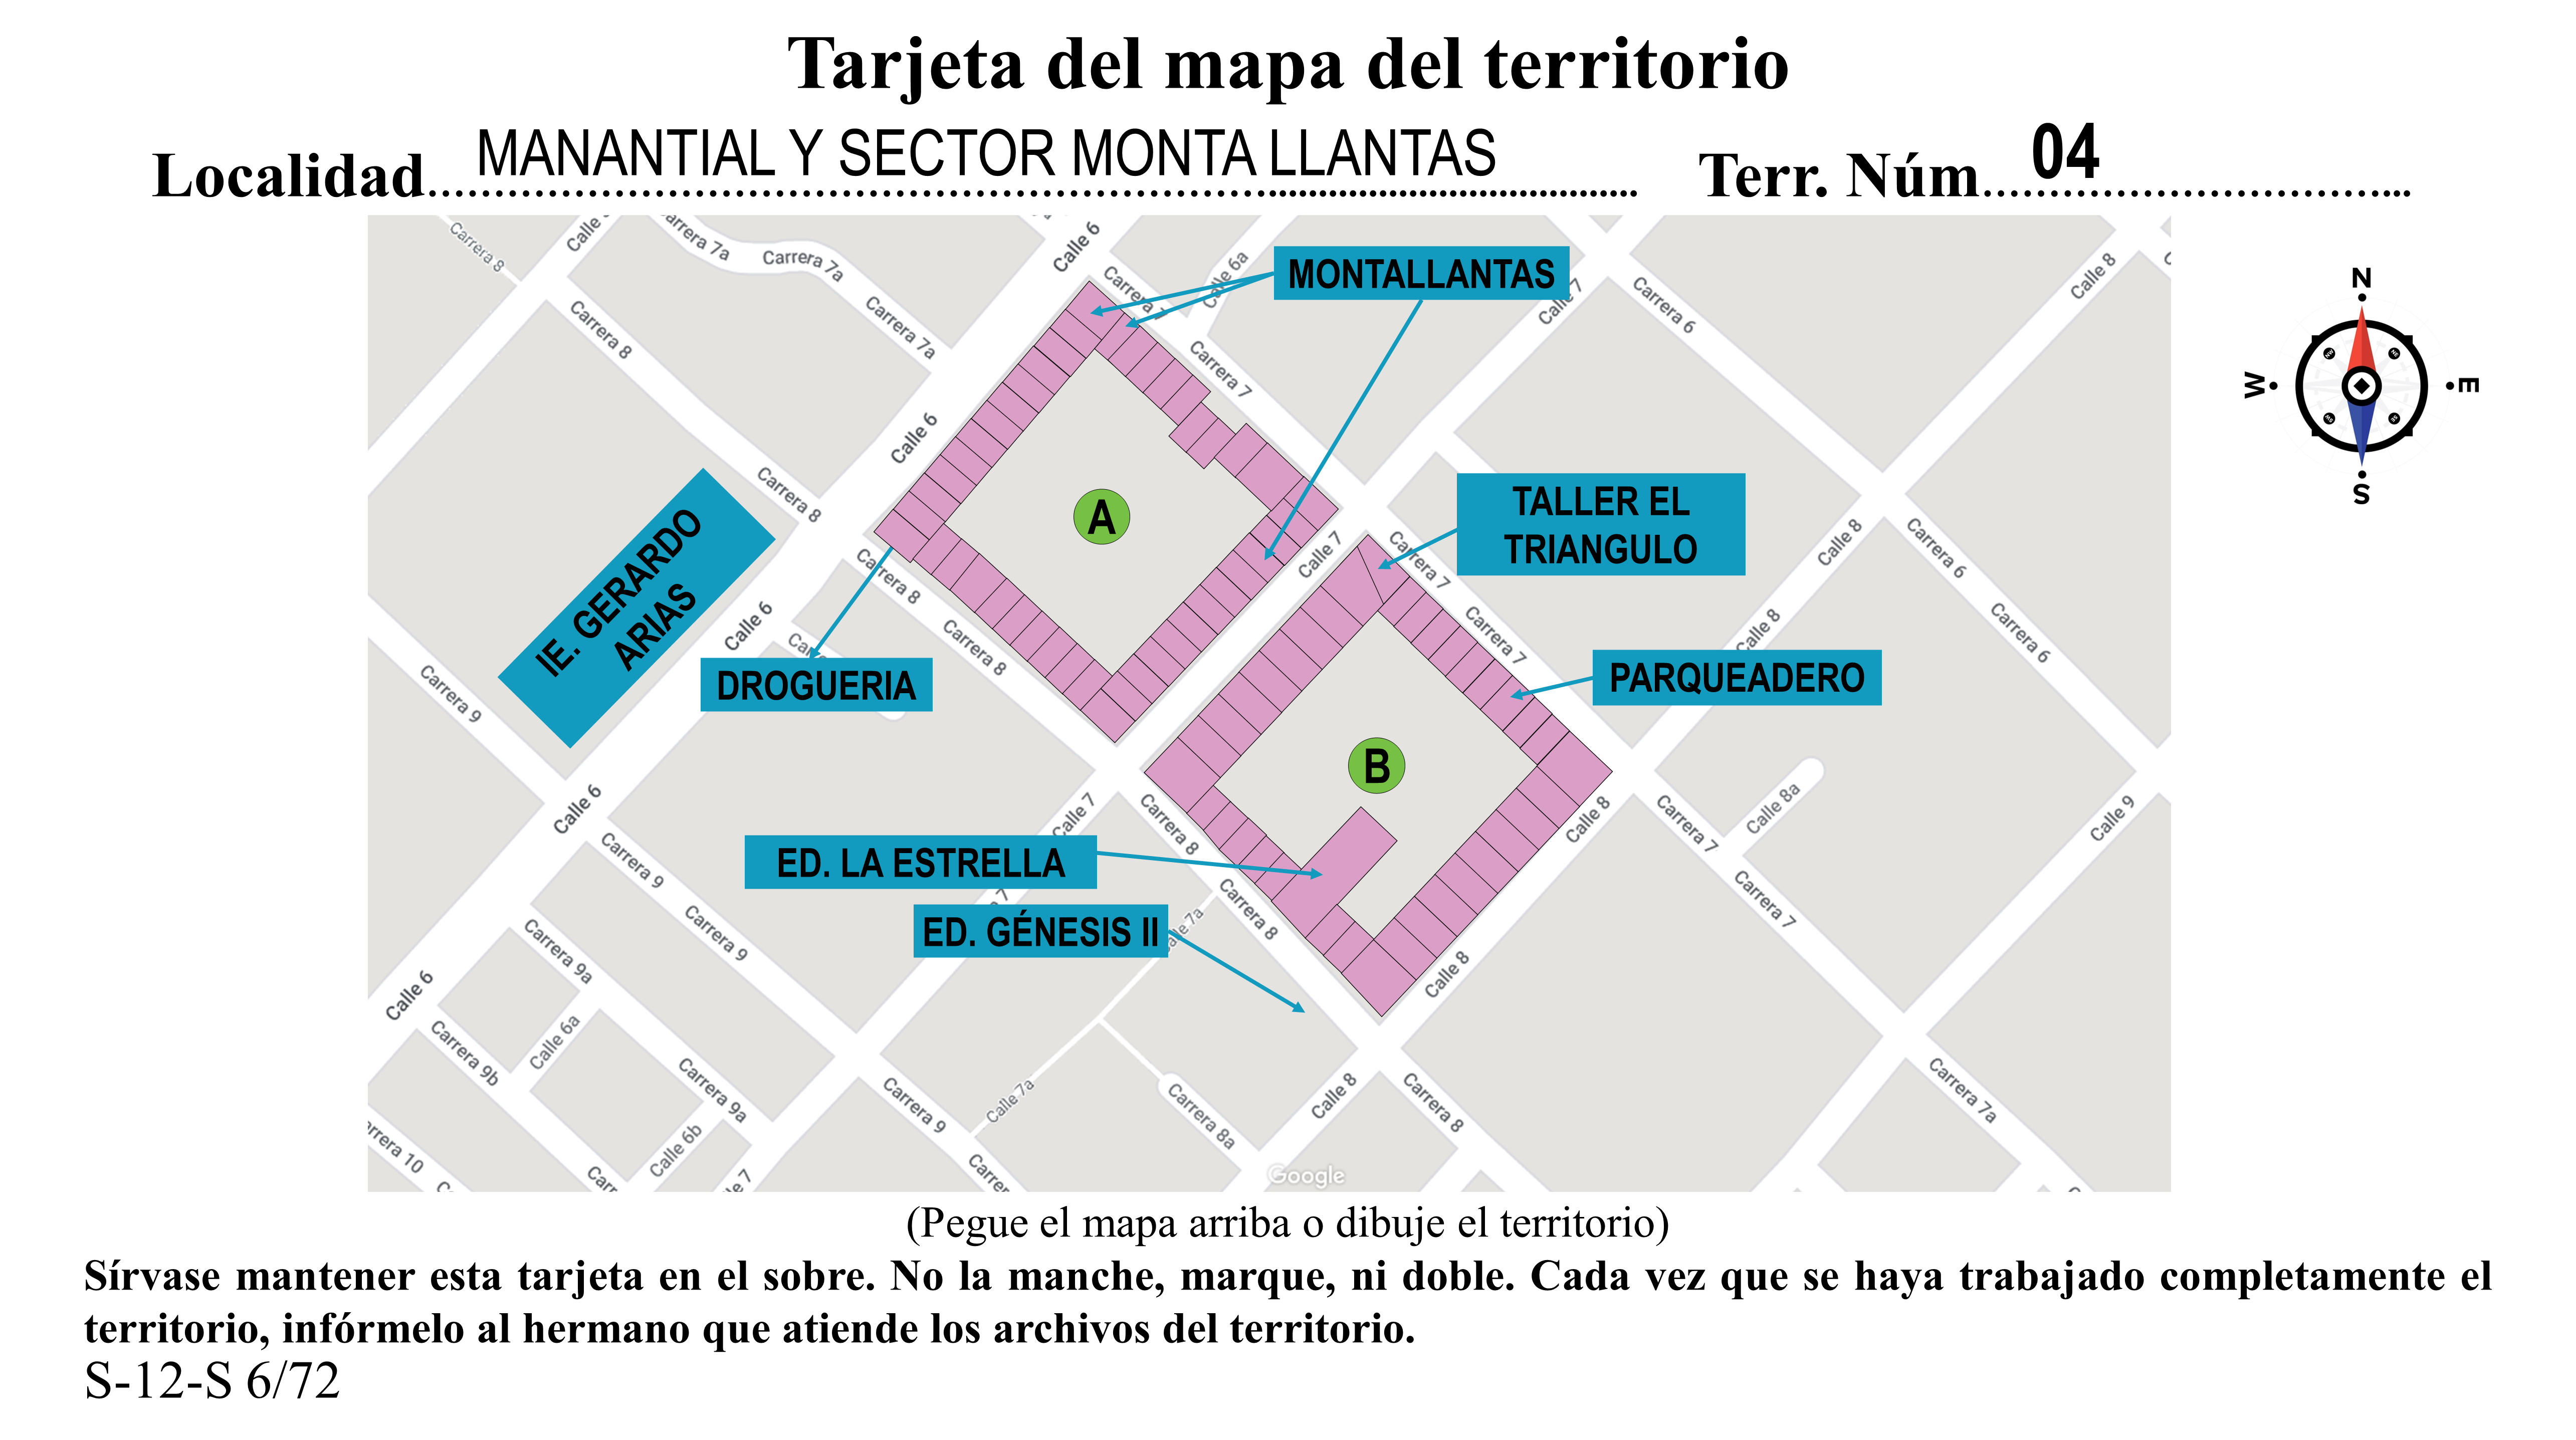 Tarjeta del mapa del territorio
Localidad MANANTIAL Y SECTOR MONTA LLANTAS
Terr. Núm 04
Carrera 8
Calle
Carrera 7a
Carrera 7a
Calle 6
Carrera 7
Calle 6a
MONTALLANTAS
Calle 7
Carrera 6
Calle 8
N
W
E
S
Carrera 8
Carrera 7a
Carrera 7
Calle 6
Carrera 8
A
TALLER EL
TRIANGULO
IE. GERARDO
ARIAS
Calle 7
Carrera 7
Calle 8
Carrera 6
Carrera 8
Calle 6
Carrera 8
Carrera 7
Calle 8
Carrera 6
DROGUERIA
PARQUEADERO
Carrera 9
B
Calle 6
Calle 7
Carrera 8
Calle 8
Carrera 7
Calle 8a
Calle 9
ED. LA ESTRELLA
Carrera 9
Carrera 8
Carrera 7
ED. GÉNESIS II
Carrera 9
Carrera 9a
Calle 8
Calle 6
Calle 6a
Carrera 9b
Carrera 9a
Carrera 9
Calle 7a
Carrera 8a
Calle 8
Carrera 8
Carrera 7a
Calle 6b
Google
(Pegue el mapa arriba o dibuje el territorio)
Sírvase mantener esta tarjeta en el sobre. No la manche, marque, ni doble. Cada vez que se haya trabajado completamente el
territorio, infórmelo al hermano que atiende los archivos del territorio.
S-12-S 6/72